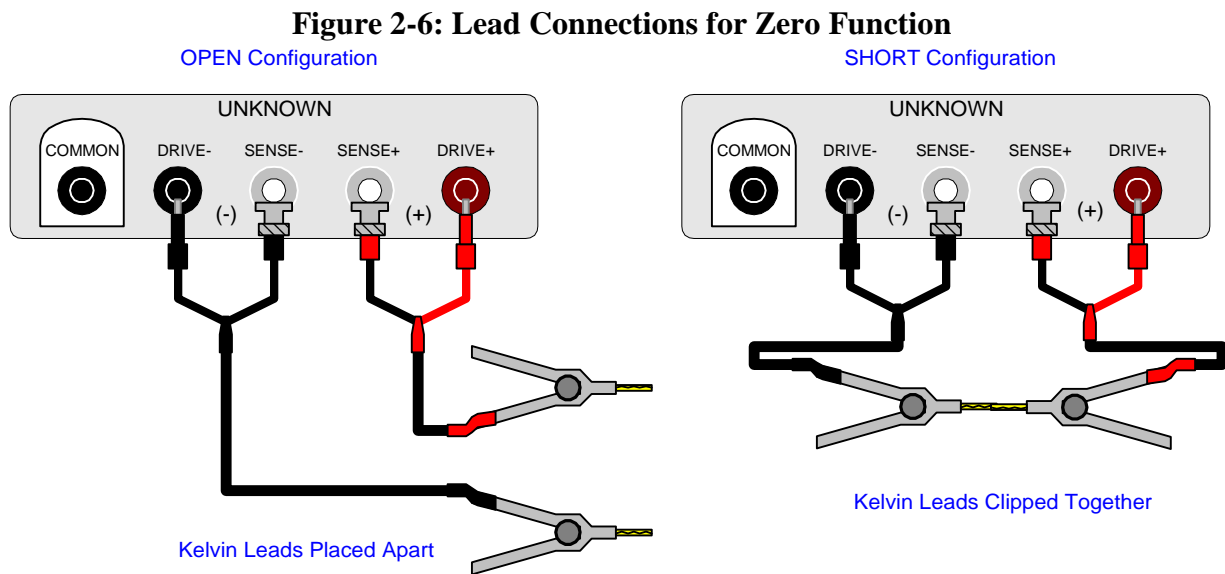 Figure 2-6: Lead Connections for Zero Function
OPEN Configuration
UNKNOWN
COMMON DRIVE- SENSE- SENSE+ DRIVE+
(-) (+)
Kelvin Leads Placed Apart
SHORT Configuration
UNKNOWN
COMMON DRIVE- SENSE- SENSE+ DRIVE+
(-) (+)
Kelvin Leads Clipped Together